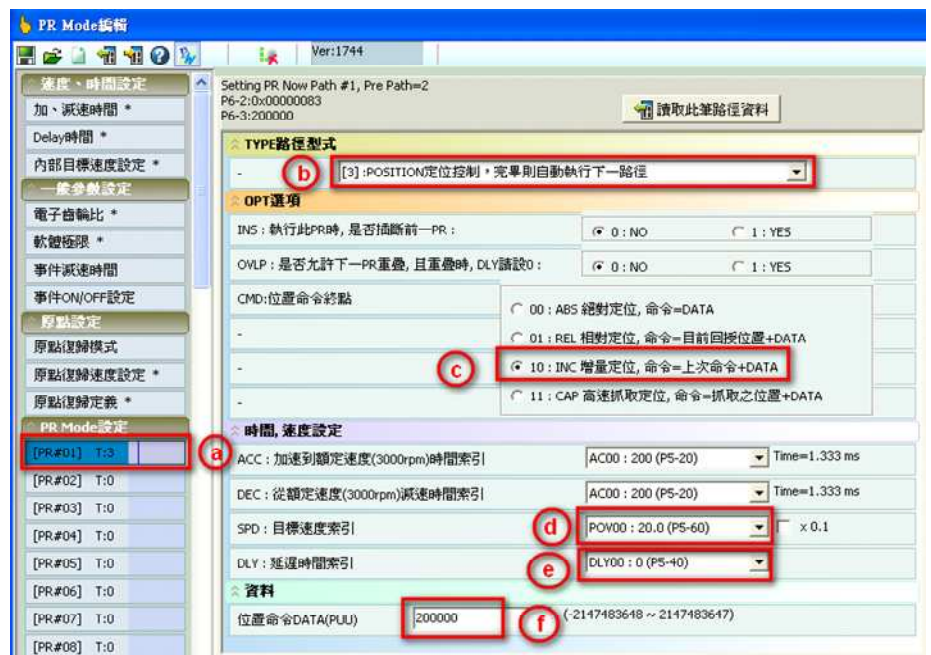 PR Mode編輯
Ver:1744
速度、時間設定
加、減速時間 *
Delay時間 *
內部目標速度設定 *
一般參數設定
電子齒輪比 *
軟體極限 *
事件減速時間
事件ON/OFF設定
原點設定
原點復歸模式
原點復歸速度設定 *
原點復歸定義 *
PR Mode設定
[PR#01] T:3
[PR#02] T:0
[PR#03] T:0
[PR#04] T:0
[PR#05] T:0
[PR#06] T:0
[PR#07] T:0
[PR#08] T:0
a
Setting PR Now Path #1, Pre Path=2
P6-2:0x00000083
P6-3:200000
讀取此筆路徑資料
TYPE路徑型式
- b [3] :POSITION定位控制，完畢則自動執行下一路徑
OPT選項
INS：執行此PR時, 是否插斷前一PR： 0 : NO 1 : YES
OVLP：是否允許下一PR重疊, 且重疊時, DLY請設0： 0 : NO 1 : YES
CMD:位置命令終點
00 : ABS 絕對定位, 命令=DATA
- 01 : REL 相對定位, 命令=目前回授位置+DATA
- c 10 : INC 增量定位, 命令=上次命令+DATA
- 11 : CAP 高速抓取定位, 命令=抓取之位置+DATA
時間, 速度設定
ACC：加速到額定速度(3000rpm)時間索引 AC00 : 200 (P5-20) Time=1.333 ms
DEC：從額定速度(3000rpm)減速時間索引 AC00 : 200 (P5-20) Time=1.333 ms
SPD：目標速度索引 d POV00 : 20.0 (P5-60) x 0.1
DLY：延遲時間索引 e DLY00 : 0 (P5-40)
資料
位置命令DATA(PUU) 200000 f (-2147483648 ~ 2147483647)